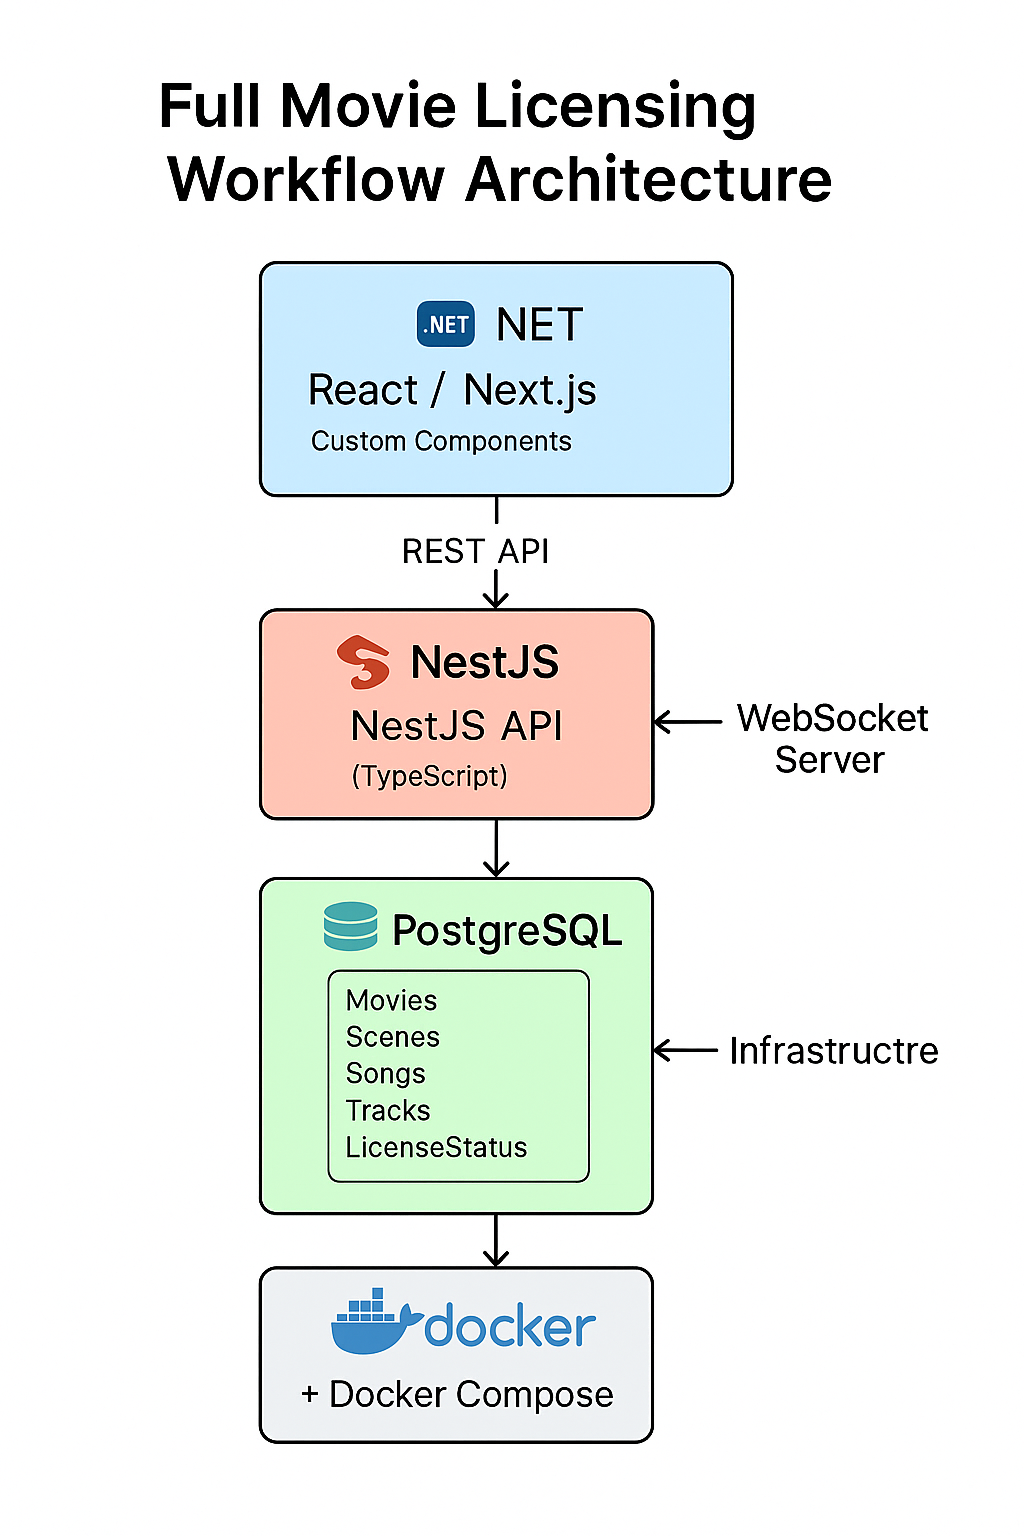 Full Movie Licensing
Workflow Architecture
.NET NET
React / Next.js
Custom Components
REST API
NestJS
NestJS API
(TypeScript)
WebSocket
Server
PostgreSQL
Movies
Scenes
Songs
Tracks
LicenseStatus
Infrastructre
docker
+ Docker Compose